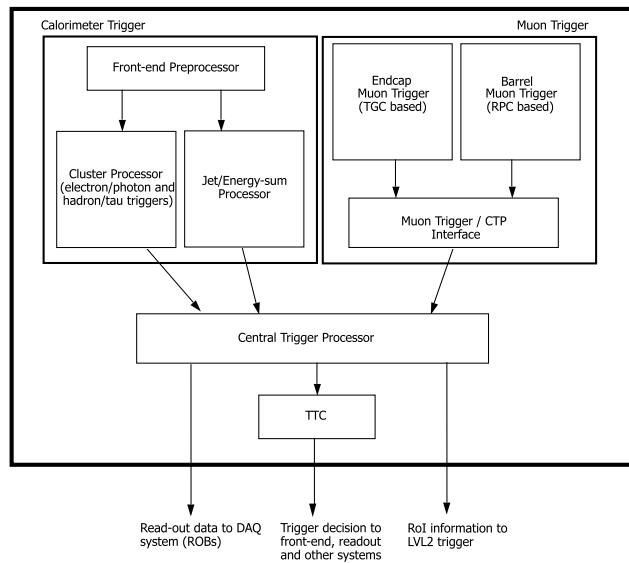 Calorimeter Trigger
Muon Trigger
Front-end Preprocessor
Endcap
Muon Trigger
(TGC based)
Barrel
Muon Trigger
(RPC based)
Cluster Processor
(electron/photon and
hadron/tau triggers)
Jet/Energy-sum
Processor
Muon Trigger / CTP
Interface
Central Trigger Processor
TTC
Read-out data to DAQ
system (ROBs)
Trigger decision to
front-end, readout
and other systems
RoI information to
LVL2 trigger